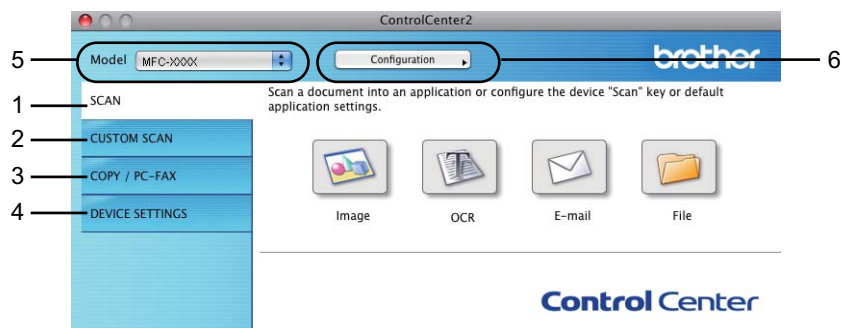 ControlCenter2
5
Model MFC-XXXX
Configuration
brother
6
1
SCAN
Scan a document into an application or configure the device "Scan" key or default
application settings.
2
CUSTOM SCAN
3
COPY / PC-FAX
4
DEVICE SETTINGS
Image
OCR
E-mail
File
Control Center